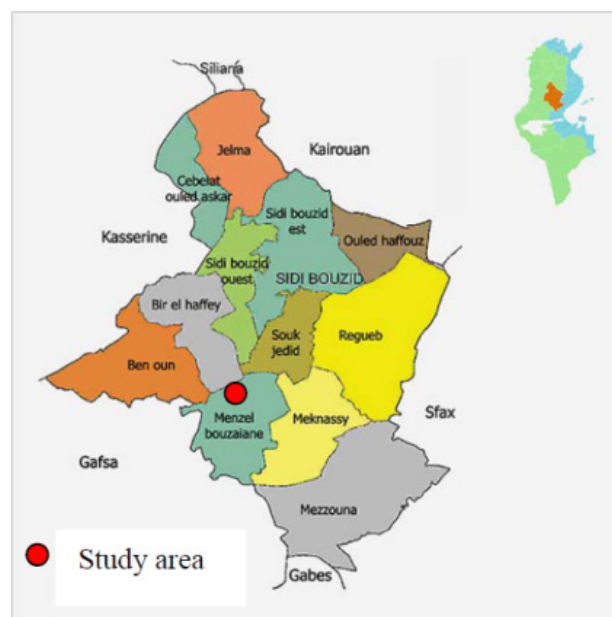 Siliana
Jelma
Kairouan
Cebelat
ouled askar
Sidi bouzid
est
Ouled haffouz
Kasserine
Sidi bouzid
ouest
SIDI BOUZID
Bir el haffey
Souk
jedid
Regueb
Ben oun
Menzel
bouzaiane
Meknassy
Sfax
Gafsa
Mezzouna
Study area
Gabes